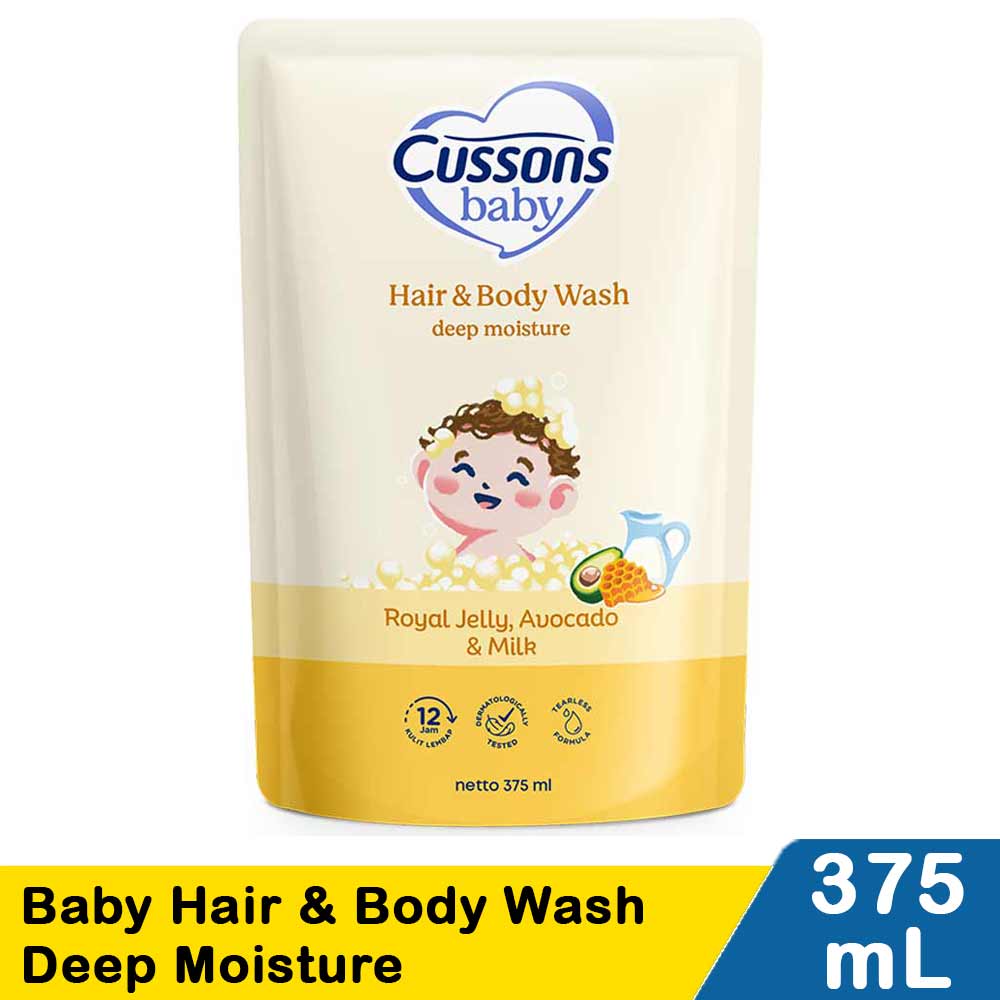 Cussons
baby
Hair & Body Wash
deep moisture
Royal Jelly, Avocado
& Milk
12
Jam
KULIT LEMBAP
DERMATOLOGICALLY
TESTED
TEARLESS
FORMULA
netto 375 ml
Baby Hair & Body Wash
Deep Moisture
375
mL